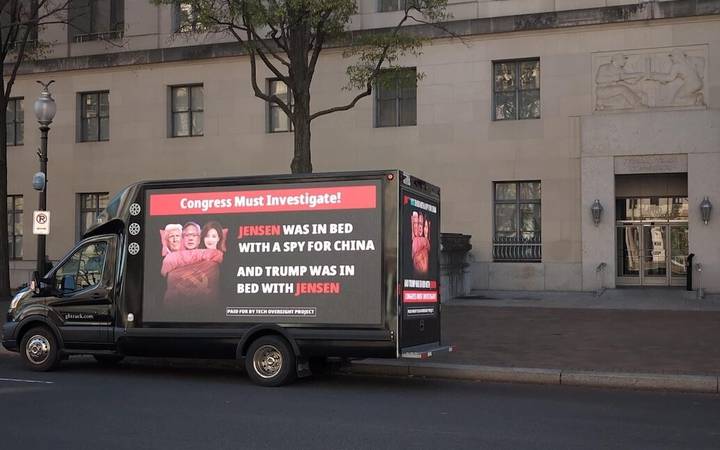 Congress Must Investigate!
JENSEN WAS IN BED
WITH A SPY FOR CHINA
AND TRUMP WAS IN
BED WITH JENSEN
PAID FOR BY TECH OVERSIGHT PROJECT